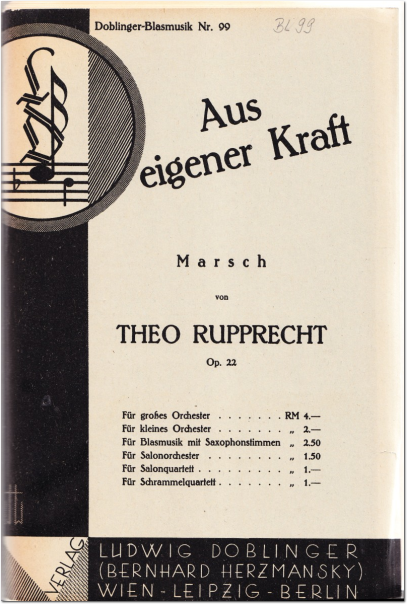 Doblinger-Blasmusik Nr. 99
BL 99
Aus
eigener Kraft
Marsch
von
THEO RUPPRECHT
Op. 22
Für großes Orchester . . . . . . . RM 4.—
Für kleines Orchester . . . . . . . „ 2.—
Für Blasmusik mit Saxophonstimmen „ 2.50
Für Salonorchester . . . . . . . . „ 1.50
Für Salonquartett . . . . . . . . . „ 1.—
Für Schrammelquartett . . . . . . . „ 1.—
VERLAG
LUDWIG DOBLINGER
(BERNHARD HERZMANSKY)
WIEN - LEIPZIG - BERLIN